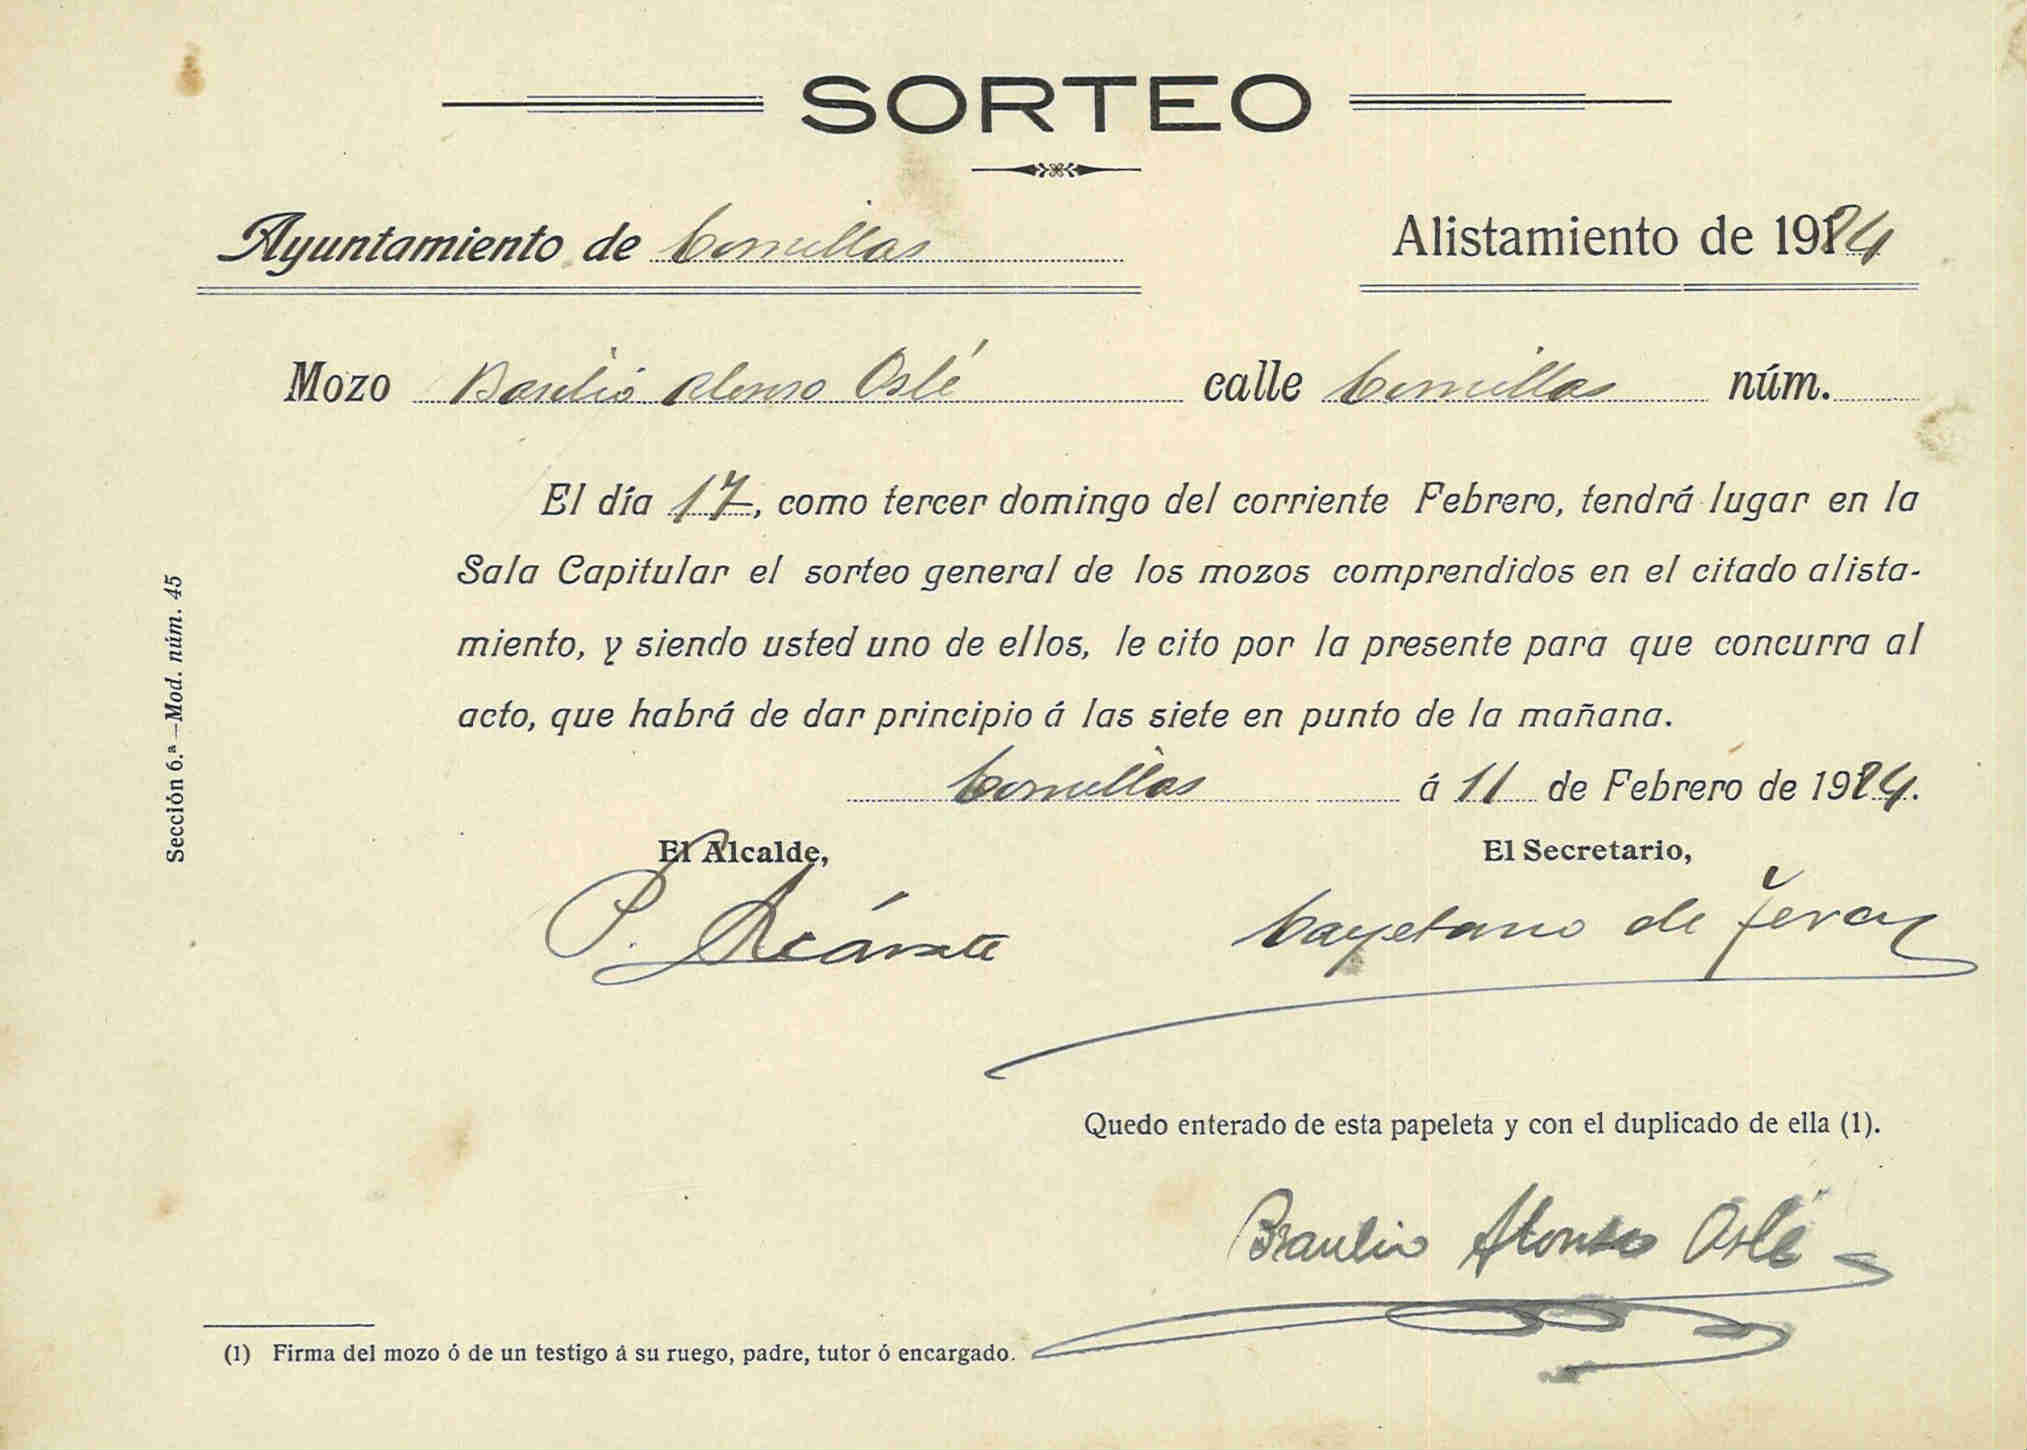 SORTEO
Ayuntamiento de Comillas
Alistamiento de 1924
Mozo Braulio Alonso Oslé calle Comillas núm.
El día 17, como tercer domingo del corriente Febrero, tendrá lugar en la
Sala Capitular el sorteo general de los mozos comprendidos en el citado alista-
miento, y siendo usted uno de ellos, le cito por la presente para que concurra al
acto, que habrá de dar principio á las siete en punto de la mañana.
Comillas á 11 de Febrero de 1924.
El Alcalde,
El Secretario,
P.
Cayetano de Teran
Quedo enterado de esta papeleta y con el duplicado de ella (1).
Braulio Alonso Oslé
(1) Firma del mozo ó de un testigo á su ruego, padre, tutor ó encargado.
Sección 6.ª—Mod. núm. 45